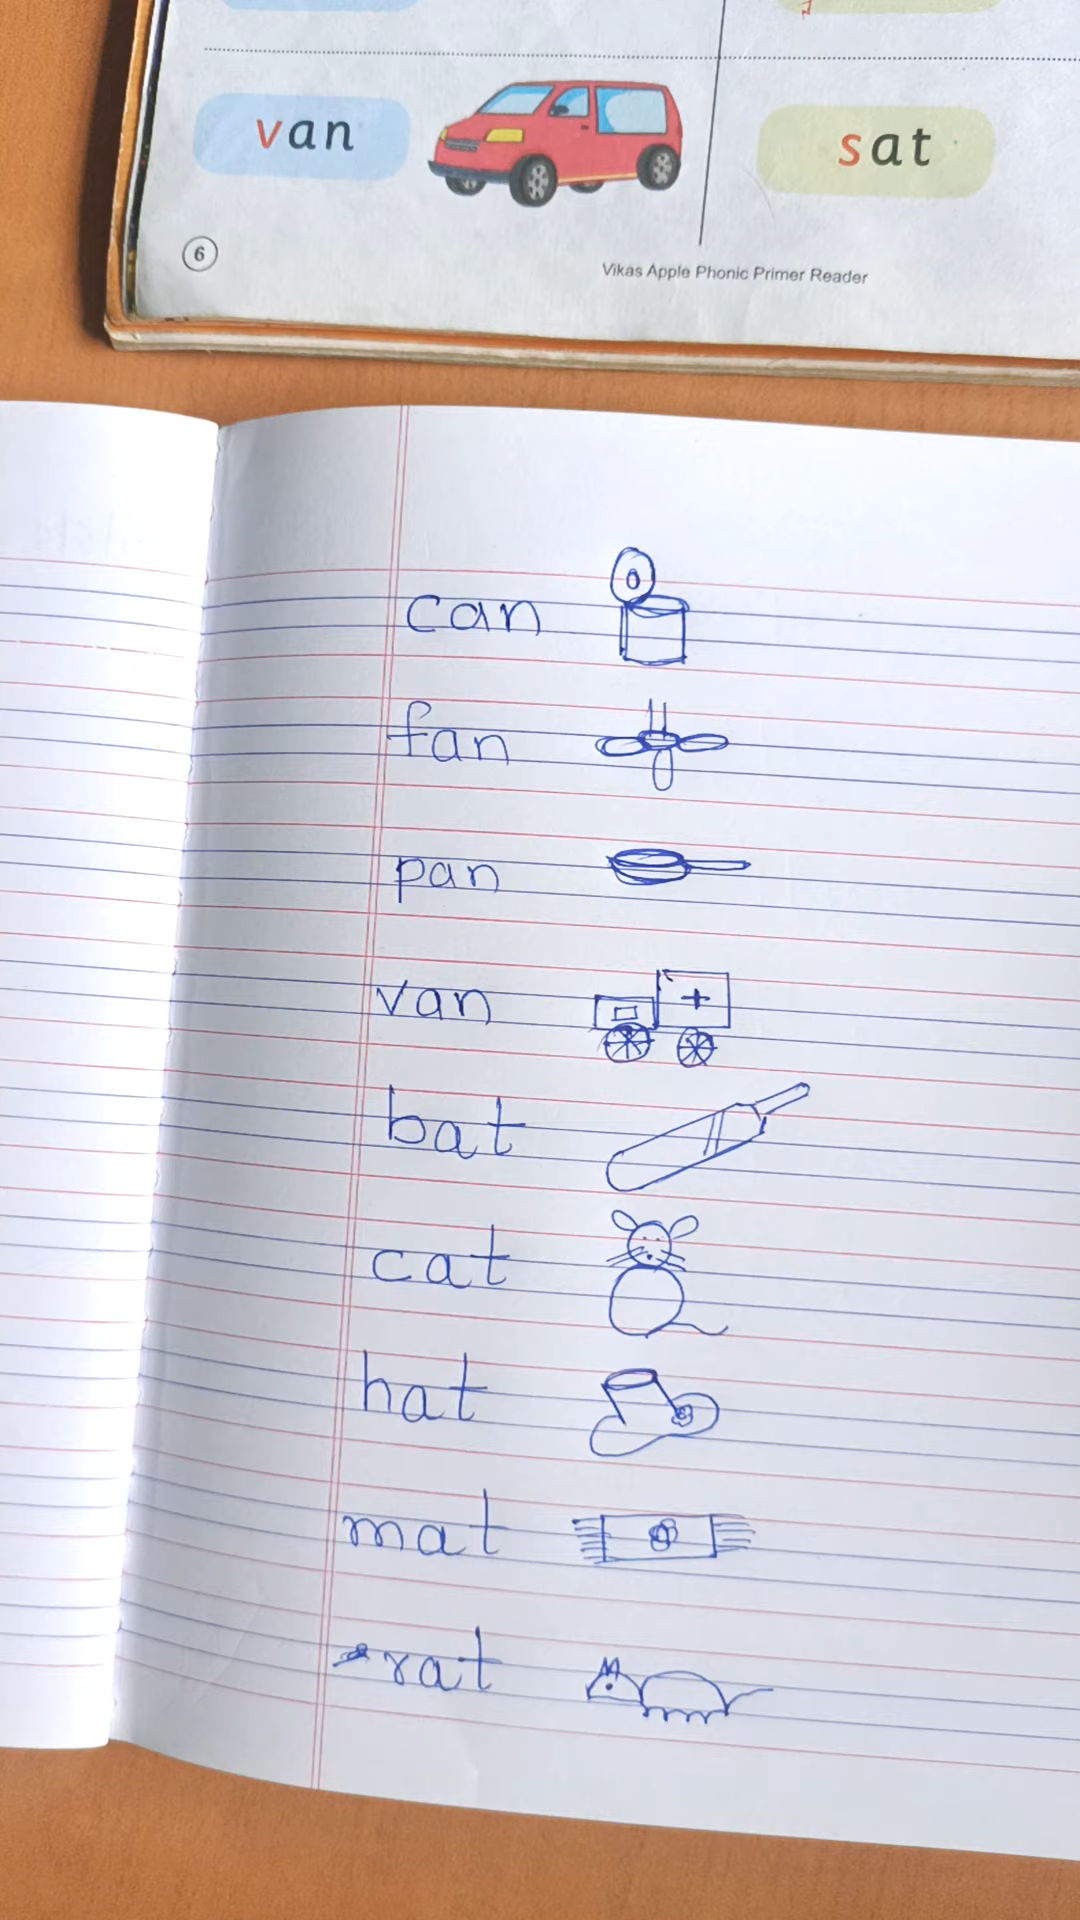 van
sat
6
Vikas Apple Phonic Primer Reader
can
fan
pan
van
bat
cat
hat
mat
rat